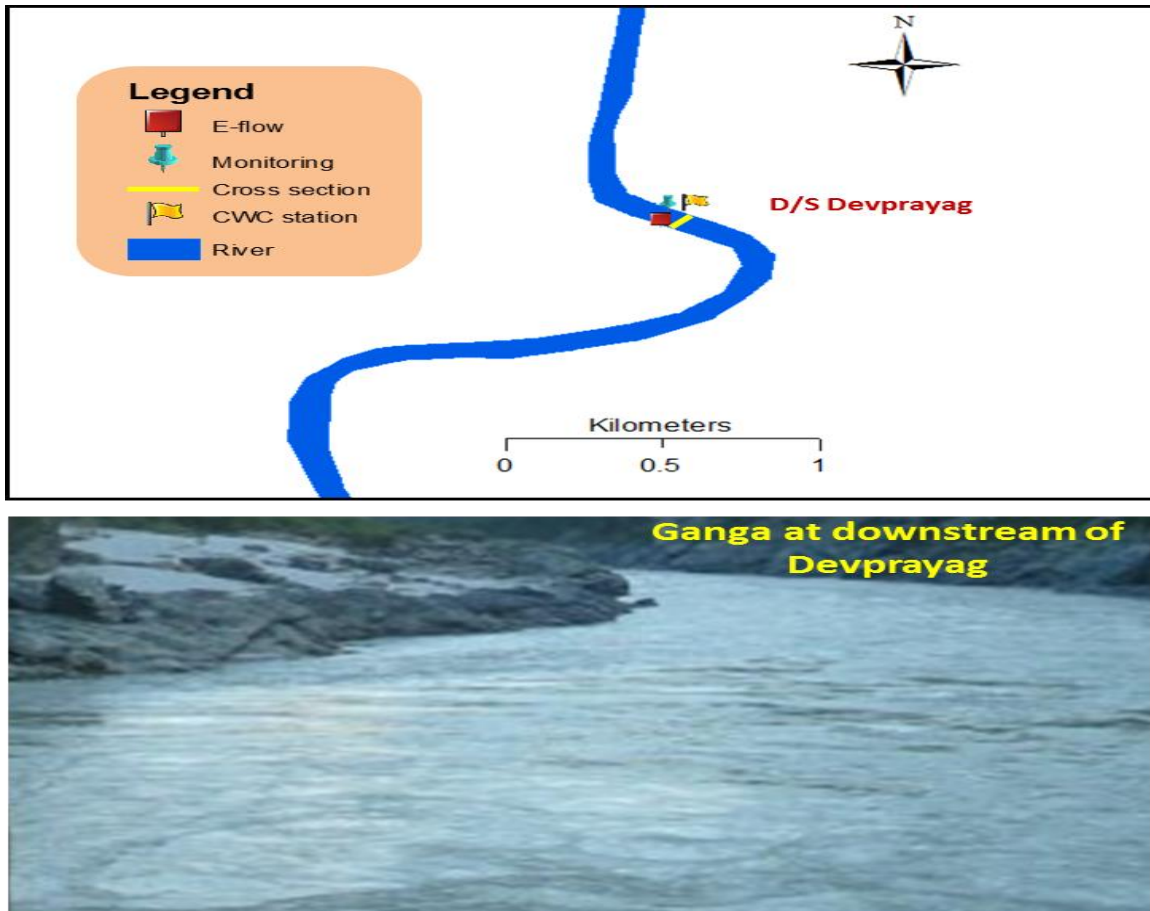 N
Legend
E-flow
Monitoring
Cross section
CWC station
River
D/S Devprayag
Kilometers
0 0.5 1
Ganga at downstream of
Devprayag